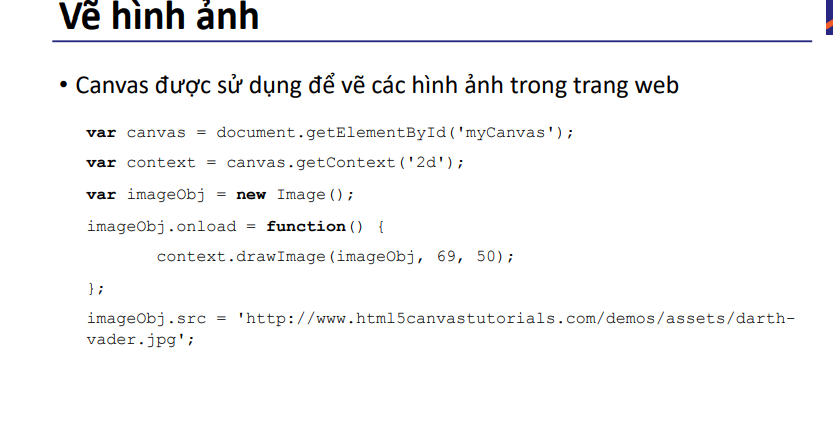 Vẽ hình ảnh
• Canvas được sử dụng để vẽ các hình ảnh trong trang web
var canvas = document.getElementById('myCanvas');
var context = canvas.getContext('2d');
var imageObj = new Image();
imageObj.onload = function() {
context.drawImage(imageObj, 69, 50);
};
imageObj.src = 'http://www.html5canvastutorials.com/demos/assets/darth-
vader.jpg';